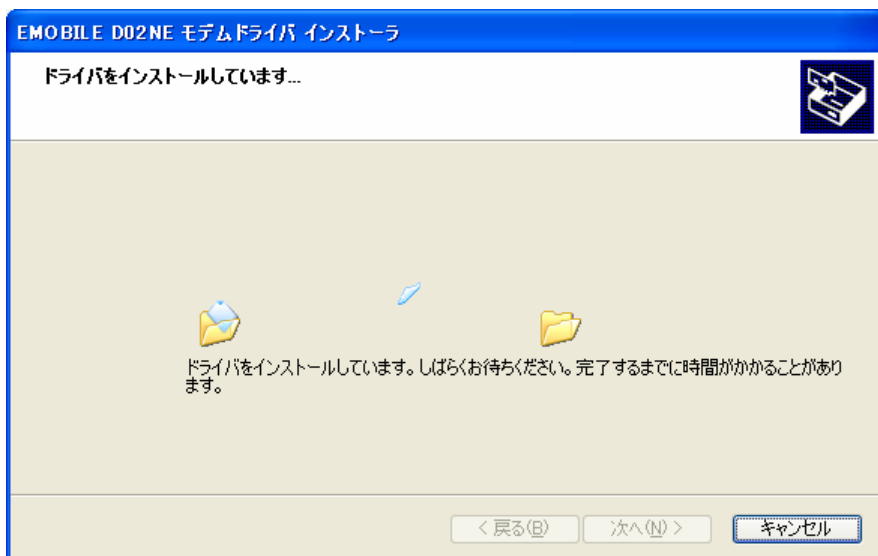 EMOBILE D02NE モデムドライバ インストーラ
ドライバをインストールしています...
ドライバをインストールしています。しばらくお待ちください。完了するまでに時間がかかることがあり
ます。
< 戻る(B)
次へ(N) >
キャンセル